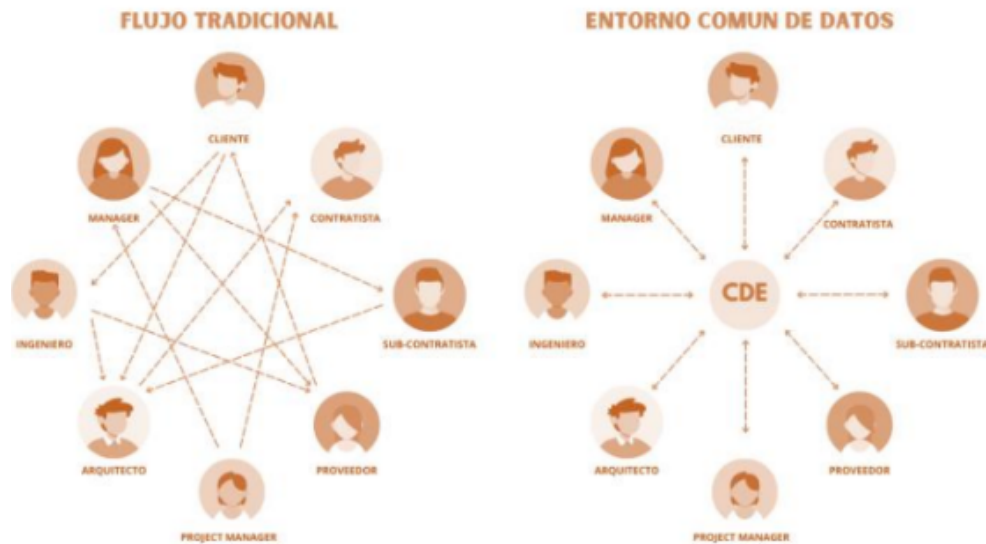 FLUJO TRADICIONAL
CLIENTE
MANAGER
CONTRATISTA
INGENIERO
SUB-CONTRATISTA
ARQUITECTO
PROVEEDOR
PROJECT MANAGER
ENTORNO COMUN DE DATOS
CLIENTE
MANAGER
CONTRATISTA
CDE
INGENIERO
SUB-CONTRATISTA
ARQUITECTO
PROVEEDOR
PROJECT MANAGER